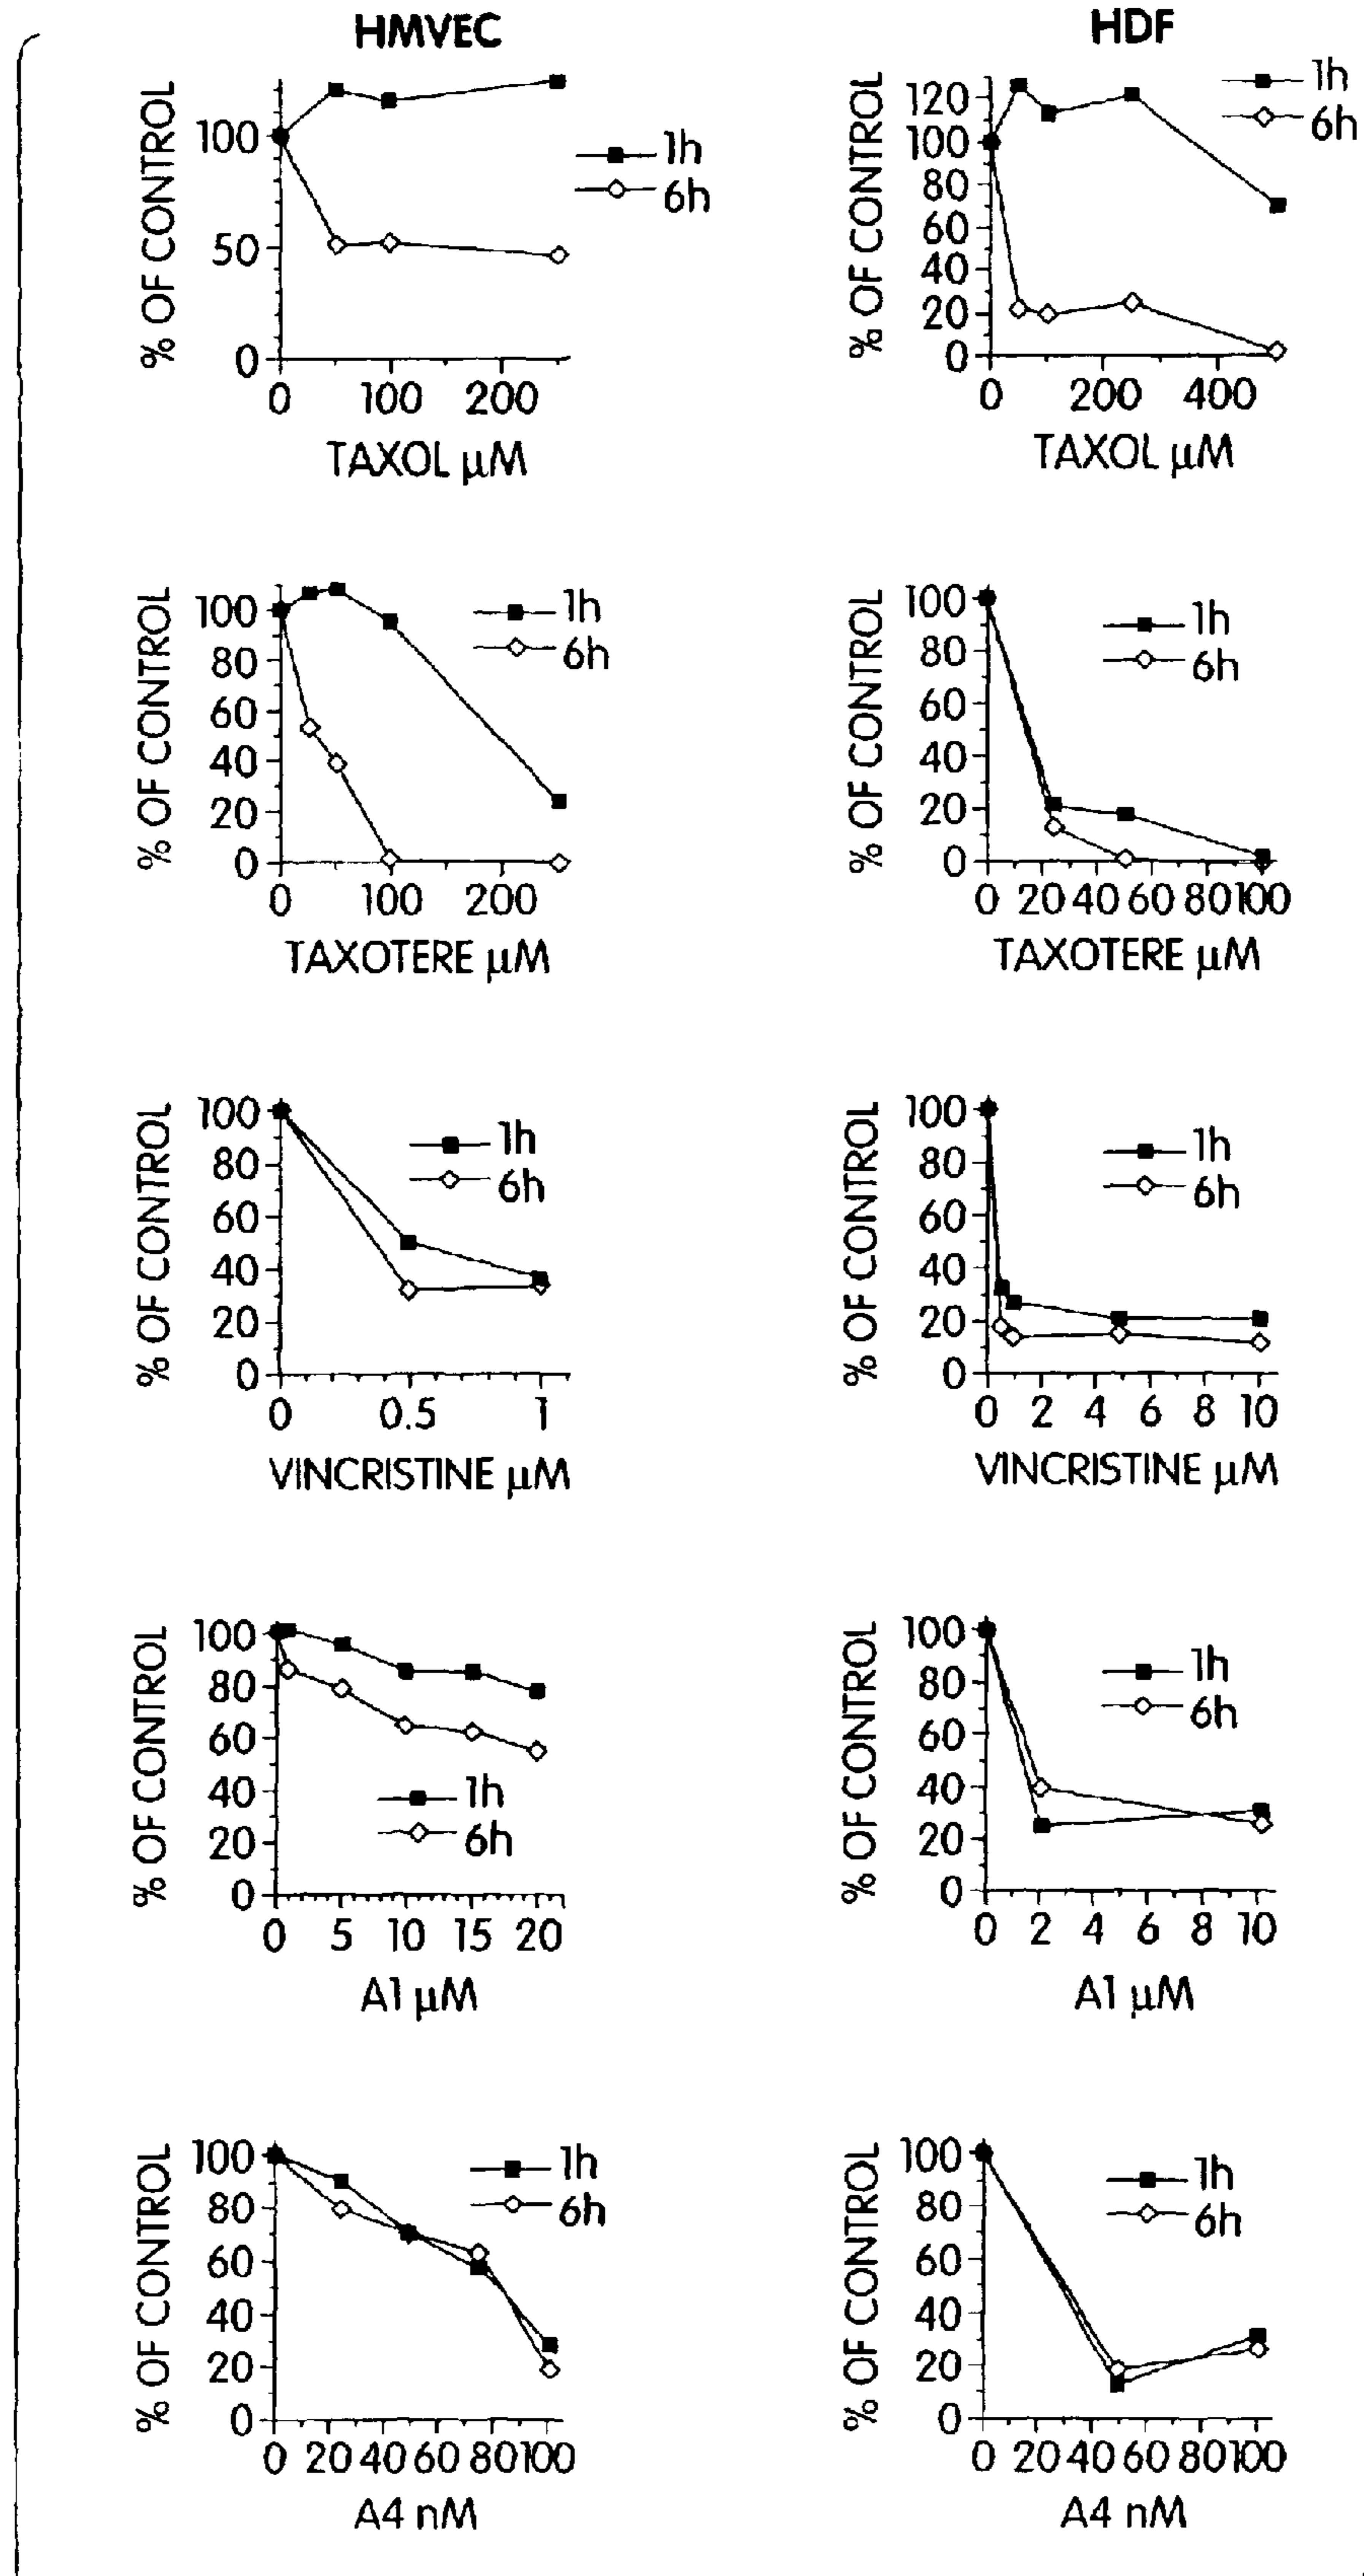 HMVEC
% OF CONTROL
100
50
0
0 100 200
TAXOL µM
1h
6h
HDF
% OF CONTROL
120
100
80
60
40
20
0
0 200 400
TAXOL µM
1h
6h
% OF CONTROL
100
80
60
40
20
0
0 100 200
TAXOTERE µM
1h
6h
% OF CONTROL
100
80
60
40
20
0
0 20 40 60 80 100
TAXOTERE µM
1h
6h
% OF CONTROL
100
80
60
40
20
0
0 0.5 1
VINCRISTINE µM
1h
6h
% OF CONTROL
100
80
60
40
20
0
0 2 4 6 8 10
VINCRISTINE µM
1h
6h
% OF CONTROL
100
80
60
40
20
0
0 5 10 15 20
A1 µM
1h
6h
% OF CONTROL
100
80
60
40
20
0
0 2 4 6 8 10
A1 µM
1h
6h
% OF CONTROL
100
80
60
40
20
0
0 20 40 60 80 100
A4 nM
1h
6h
% OF CONTROL
100
80
60
40
20
0
0 20 40 60 80 100
A4 nM
1h
6h